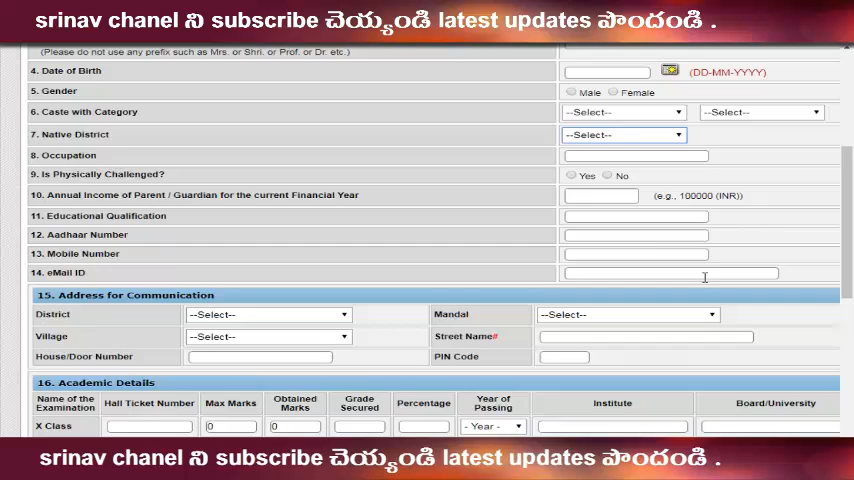 srinav chanel ని subscribe చెయ్యండి latest updates పొందండి .
(Please do not use any prefix such as Mrs. or Shri. or Prof. or Dr. etc.)
4. Date of Birth (DD-MM-YYYY)
5. Gender Male Female
6. Caste with Category --Select-- --Select--
7. Native District --Select--
8. Occupation
9. Is Physically Challenged? Yes No
10. Annual Income of Parent / Guardian for the current Financial Year (e.g., 100000 (INR))
11. Educational Qualification
12. Aadhaar Number
13. Mobile Number
14. eMail ID
15. Address for Communication
District --Select-- Mandal --Select--
Village --Select-- Street Name#
House/Door Number PIN Code
16. Academic Details
Name of the Examination Hall Ticket Number Max Marks Obtained Marks Grade Secured Percentage Year of Passing Institute Board/University
X Class 0 0 - Year -
srinav chanel ని subscribe చెయ్యండి latest updates పొందండి .